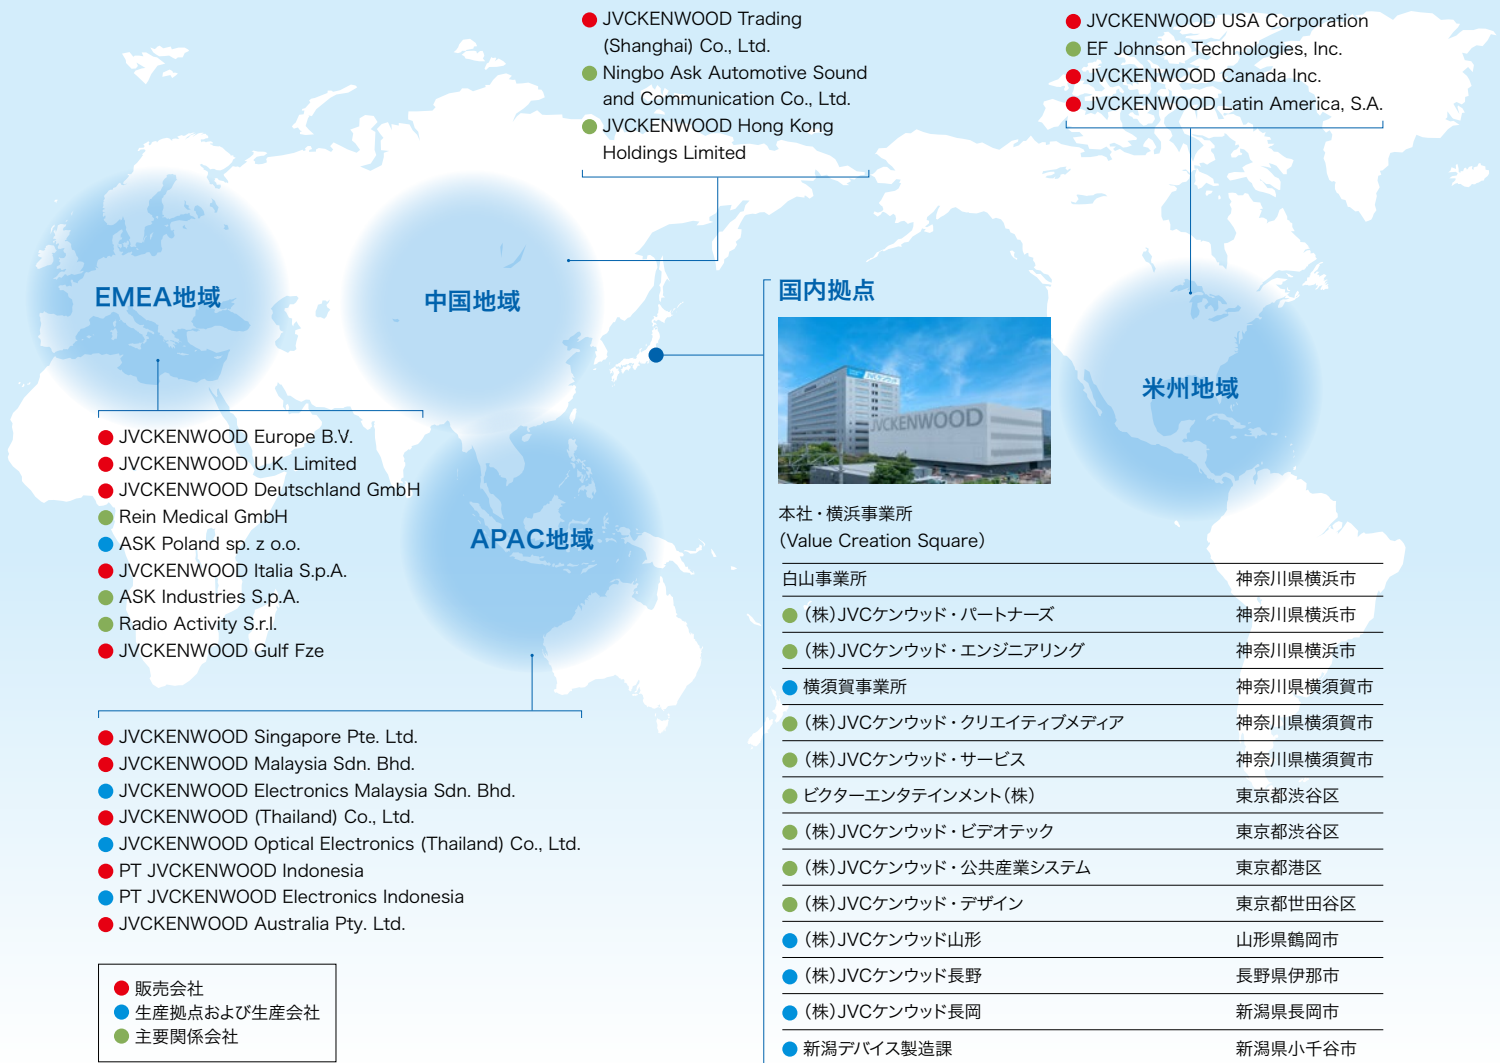 JVCKENWOOD Trading
(Shanghai) Co., Ltd.
Ningbo Ask Automotive Sound
and Communication Co., Ltd.
JVCKENWOOD Hong Kong
Holdings Limited
JVCKENWOOD USA Corporation
EF Johnson Technologies, Inc.
JVCKENWOOD Canada Inc.
JVCKENWOOD Latin America, S.A.
EMEA地域
中国地域
米州地域
APAC地域
JVCKENWOOD Europe B.V.
JVCKENWOOD U.K. Limited
JVCKENWOOD Deutschland GmbH
Rein Medical GmbH
ASK Poland sp. z o.o.
JVCKENWOOD Italia S.p.A.
ASK Industries S.p.A.
Radio Activity S.r.l.
JVCKENWOOD Gulf Fze
JVCKENWOOD Singapore Pte. Ltd.
JVCKENWOOD Malaysia Sdn. Bhd.
JVCKENWOOD Electronics Malaysia Sdn. Bhd.
JVCKENWOOD (Thailand) Co., Ltd.
JVCKENWOOD Optical Electronics (Thailand) Co., Ltd.
PT JVCKENWOOD Indonesia
PT JVCKENWOOD Electronics Indonesia
JVCKENWOOD Australia Pty. Ltd.
販売会社
生産拠点および生産会社
主要関係会社
国内拠点
JVCKENWOOD
本社・横浜事業所
（Value Creation Square）
白山事業所 神奈川県横浜市
（株）JVCケンウッド・パートナーズ 神奈川県横浜市
（株）JVCケンウッド・エンジニアリング 神奈川県横浜市
横須賀事業所 神奈川県横須賀市
（株）JVCケンウッド・クリエイティブメディア 神奈川県横須賀市
（株）JVCケンウッド・サービス 神奈川県横須賀市
ビクターエンタテインメント（株） 東京都渋谷区
（株）JVCケンウッド・ビデオテック 東京都渋谷区
（株）JVCケンウッド・公共産業システム 東京都港区
（株）JVCケンウッド・デザイン 東京都世田谷区
（株）JVCケンウッド山形 山形県鶴岡市
（株）JVCケンウッド長野 長野県伊那市
（株）JVCケンウッド長岡 新潟県長岡市
新潟デバイス製造課 新潟県小千谷市